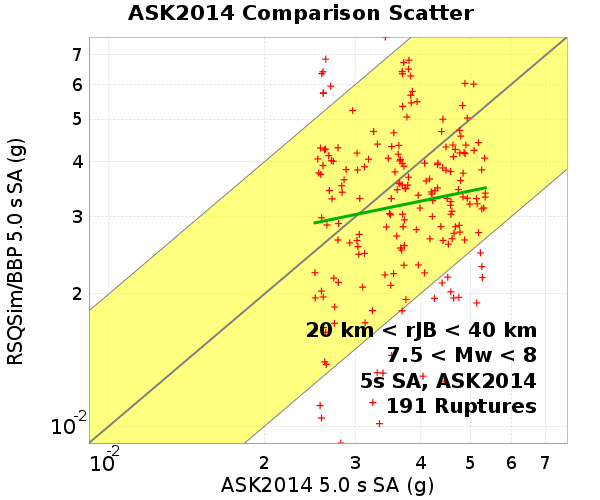 ASK2014 Comparison Scatter
RSQSim/BBP 5.0 s SA (g)
7
6
5
4
3
2
10-2
20 km < rJB < 40 km
7.5 < Mw < 8
5s SA, ASK2014
191 Ruptures
10-2 2 3 4 5 6 7
ASK2014 5.0 s SA (g)